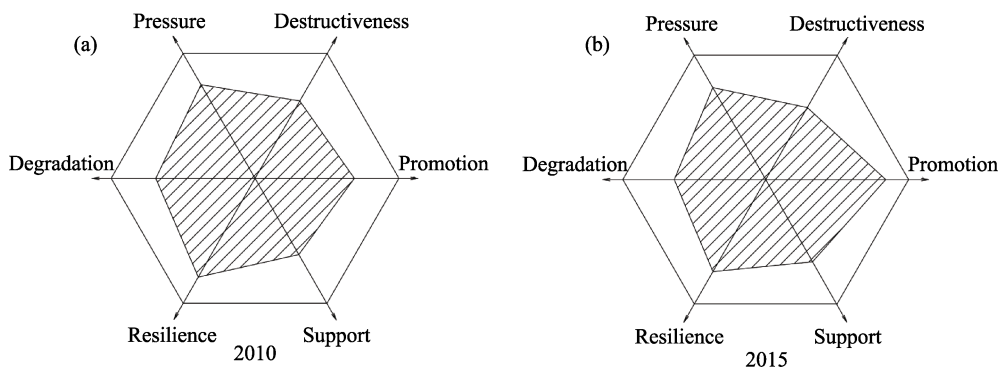 (a)
Pressure
Destructiveness
Degradation
Promotion
Resilience
Support
2010
(b)
Pressure
Destructiveness
Degradation
Promotion
Resilience
Support
2015